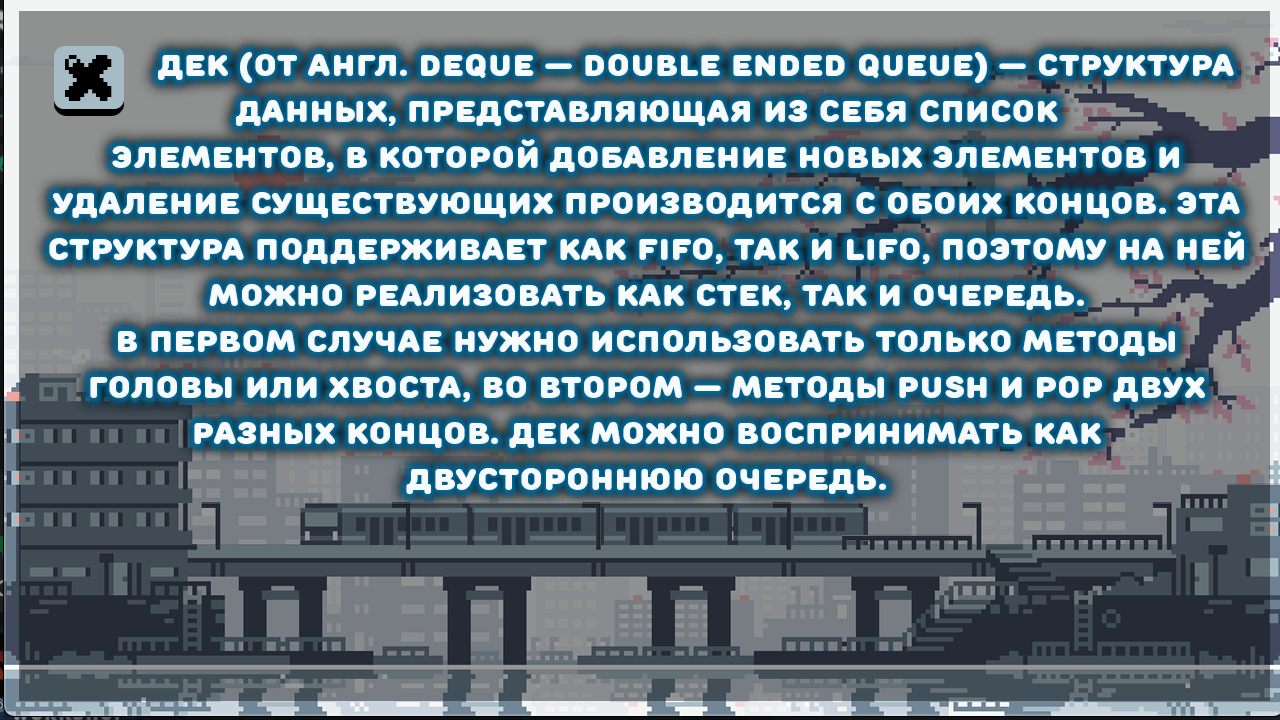 ДЕК (ОТ АНГЛ. DEQUE — DOUBLE ENDED QUEUE) — СТРУКТУРА
ДАННЫХ, ПРЕДСТАВЛЯЮЩАЯ ИЗ СЕБЯ СПИСОК
ЭЛЕМЕНТОВ, В КОТОРОЙ ДОБАВЛЕНИЕ НОВЫХ ЭЛЕМЕНТОВ И
УДАЛЕНИЕ СУЩЕСТВУЮЩИХ ПРОИЗВОДИТСЯ С ОБОИХ КОНЦОВ. ЭТА
СТРУКТУРА ПОДДЕРЖИВАЕТ КАК FIFO, ТАК И LIFO, ПОЭТОМУ НА НЕЙ
МОЖНО РЕАЛИЗОВАТЬ КАК СТЕК, ТАК И ОЧЕРЕДЬ.
В ПЕРВОМ СЛУЧАЕ НУЖНО ИСПОЛЬЗОВАТЬ ТОЛЬКО МЕТОДЫ
ГОЛОВЫ ИЛИ ХВОСТА, ВО ВТОРОМ — МЕТОДЫ PUSH И POP ДВУХ
РАЗНЫХ КОНЦОВ. ДЕК МОЖНО ВОСПРИНИМАТЬ КАК
ДВУСТОРОННЮЮ ОЧЕРЕДЬ.